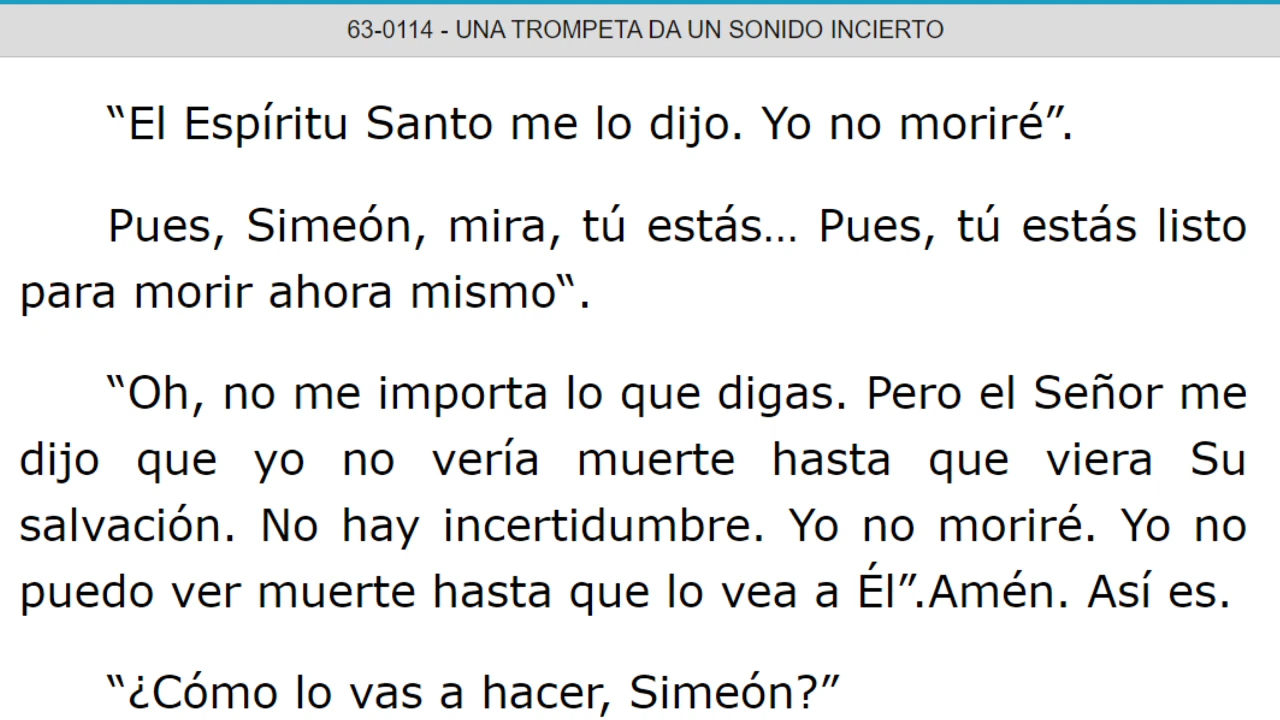 63-0114 - UNA TROMPETA DA UN SONIDO INCIERTO
“El Espíritu Santo me lo dijo. Yo no moriré”.
Pues, Simeón, mira, tú estás... Pues, tú estás listo
para morir ahora mismo“.
“Oh, no me importa lo que digas. Pero el Señor me
dijo que yo no vería muerte hasta que viera Su
salvación. No hay incertidumbre. Yo no moriré. Yo no
puedo ver muerte hasta que lo vea a Él”.Amén. Así es.
“¿Cómo lo vas a hacer, Simeón?”